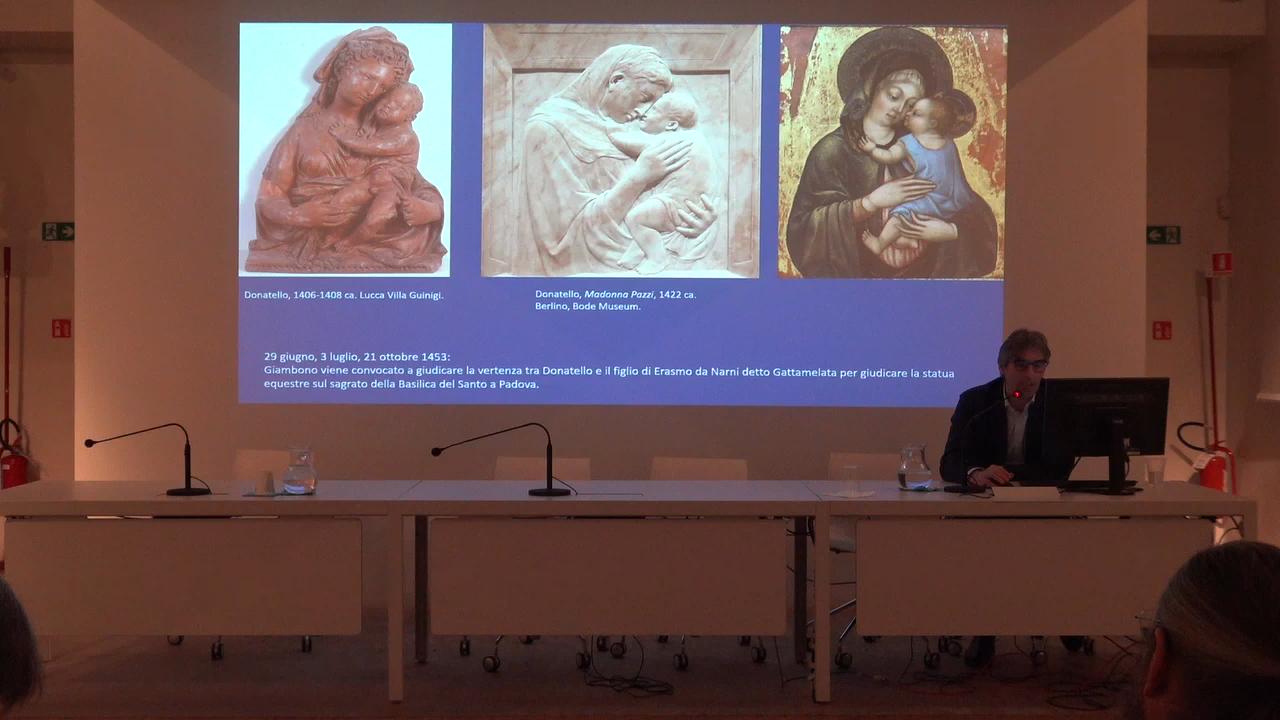 Donatello, 1406-1408 ca. Lucca Villa Guinigi.
Donatello, Madonna Pazzi, 1422 ca.
Berlino, Bode Museum.
29 giugno, 3 luglio, 21 ottobre 1453:
Giambono viene convocato a giudicare la vertenza tra Donatello e il figlio di Erasmo da Narni detto Gattamelata per giudicare la statua
equestre sul sagrato della Basilica del Santo a Padova.